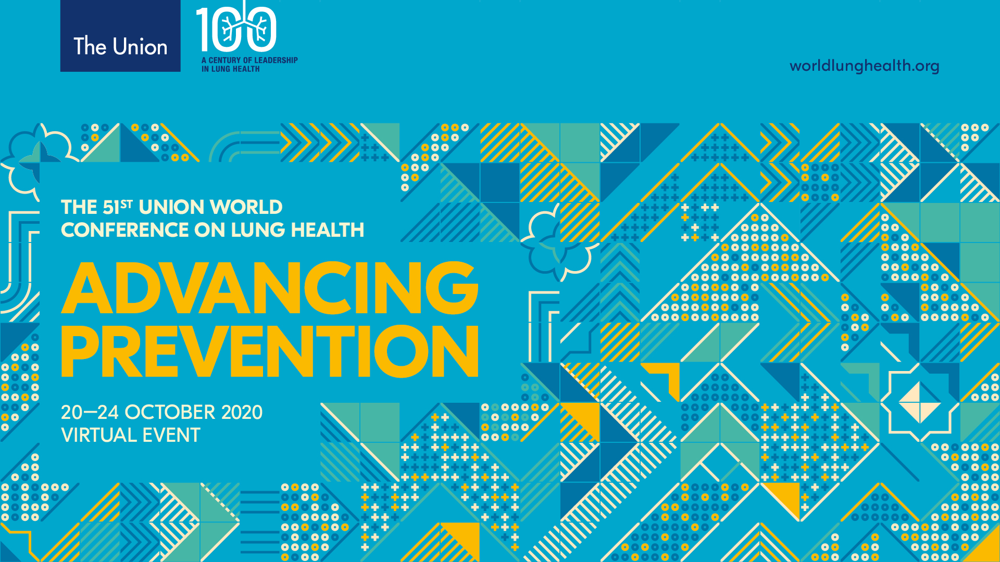 The Union
100
A CENTURY OF LEADERSHIP
IN LUNG HEALTH
worldlunghealth.org
THE 51ST UNION WORLD
CONFERENCE ON LUNG HEALTH
ADVANCING
PREVENTION
20–24 OCTOBER 2020
VIRTUAL EVENT